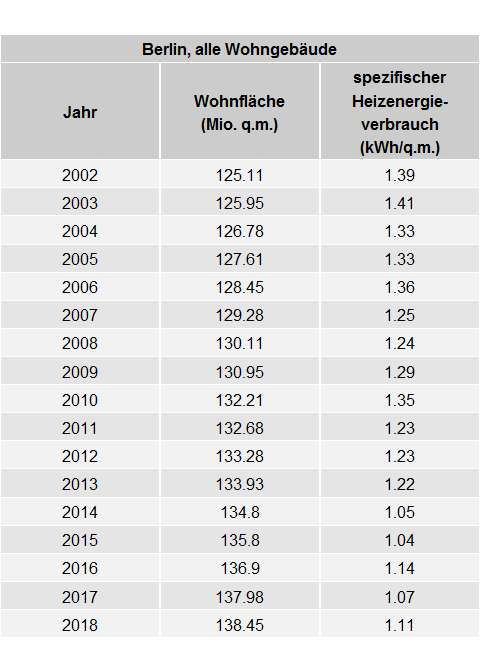 Berlin, alle Wohngebäude
Jahr
Wohnfläche
(Mio. q.m.)
spezifischer
Heizenergie-
verbrauch
(kWh/q.m.)
2002 125.11 1.39
2003 125.95 1.41
2004 126.78 1.33
2005 127.61 1.33
2006 128.45 1.36
2007 129.28 1.25
2008 130.11 1.24
2009 130.95 1.29
2010 132.21 1.35
2011 132.68 1.23
2012 133.28 1.23
2013 133.93 1.22
2014 134.8 1.05
2015 135.8 1.04
2016 136.9 1.14
2017 137.98 1.07
2018 138.45 1.11